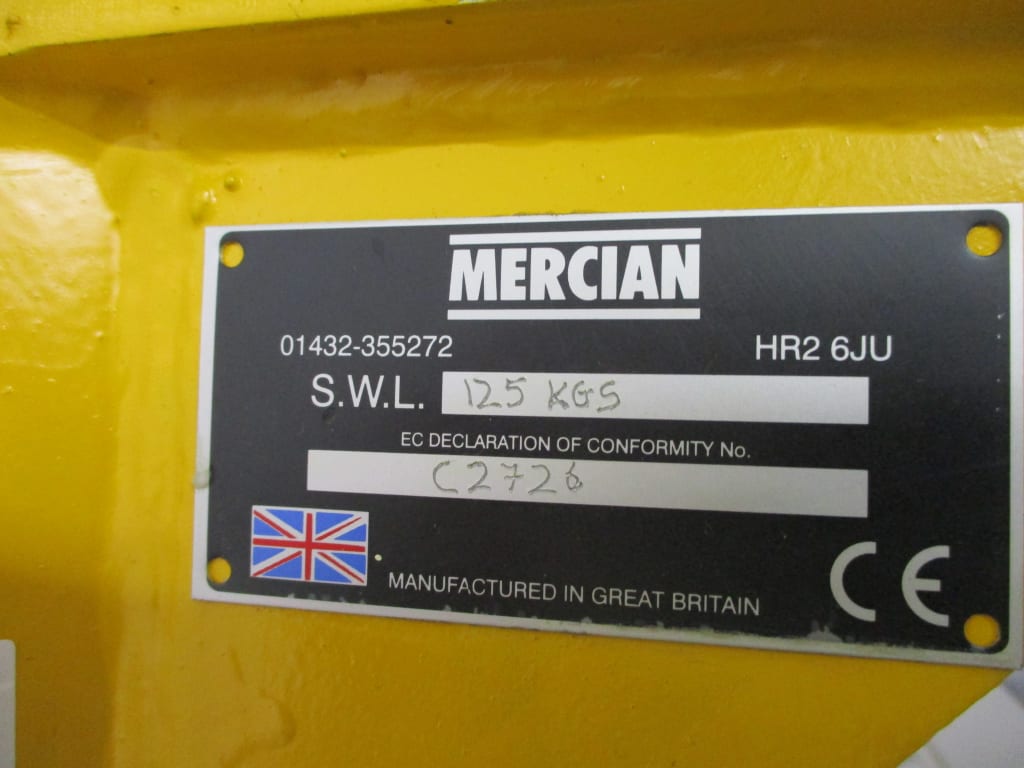 MERCIAN
01432-355272 HR2 6JU
S.W.L. 125 KGS
EC DECLARATION OF CONFORMITY No.
C2726
MANUFACTURED IN GREAT BRITAIN CE